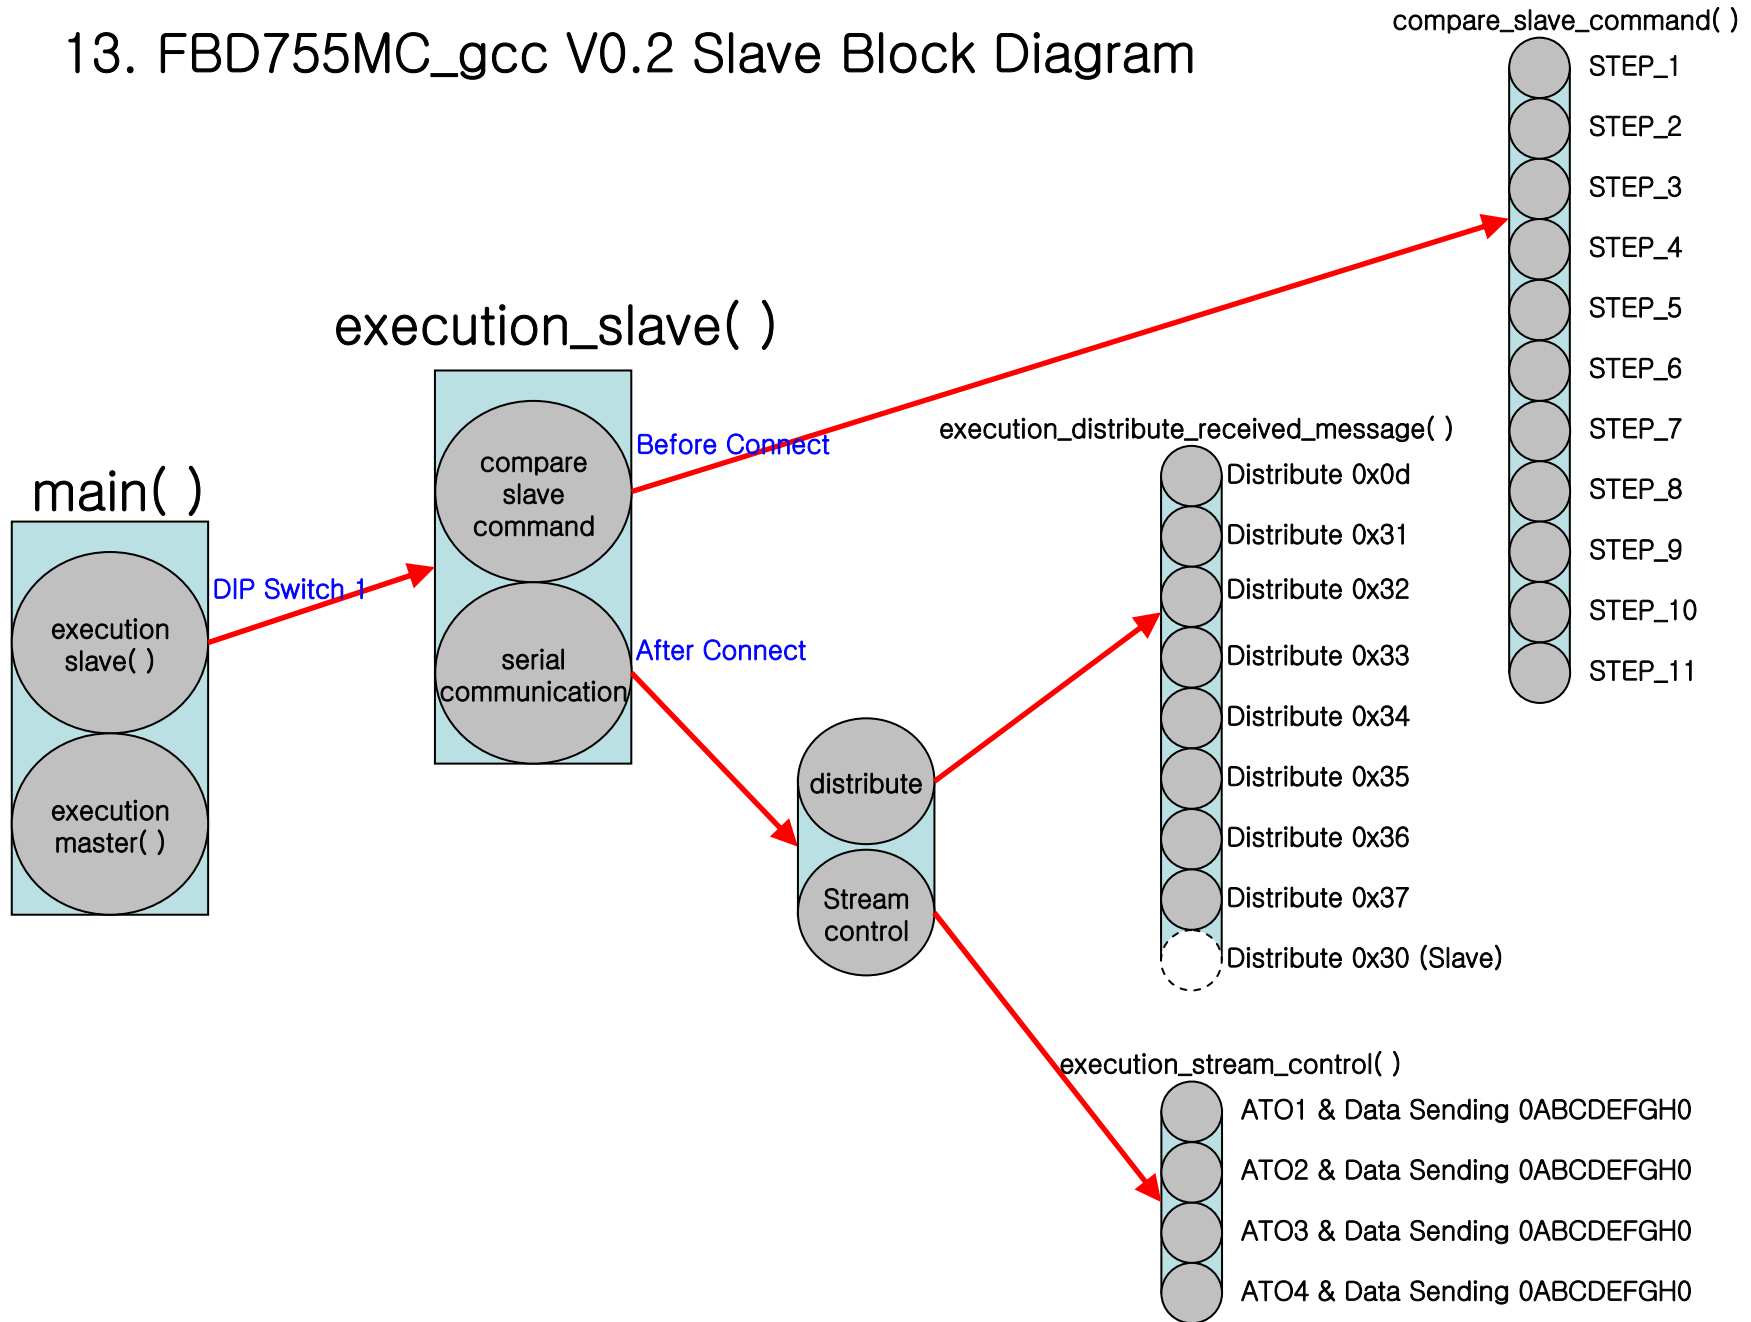 13. FBD755MC_gcc V0.2 Slave Block Diagram
main( )
execution
slave( )
execution
master( )
DIP Switch 1
execution_slave( )
compare
slave
command
serial
communication
Before Connect
After Connect
distribute
Stream
control
compare_slave_command( )
STEP_1
STEP_2
STEP_3
STEP_4
STEP_5
STEP_6
STEP_7
STEP_8
STEP_9
STEP_10
STEP_11
execution_distribute_received_message( )
Distribute 0x0d
Distribute 0x31
Distribute 0x32
Distribute 0x33
Distribute 0x34
Distribute 0x35
Distribute 0x36
Distribute 0x37
Distribute 0x30 (Slave)
execution_stream_control( )
ATO1 & Data Sending 0ABCDEFGH0
ATO2 & Data Sending 0ABCDEFGH0
ATO3 & Data Sending 0ABCDEFGH0
ATO4 & Data Sending 0ABCDEFGH0